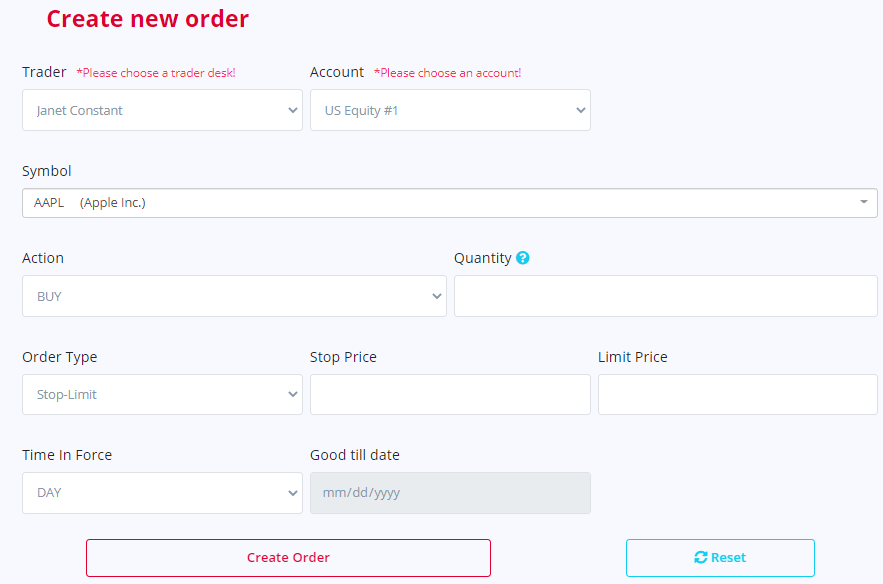 Create new order
Trader *Please choose a trader desk! Account *Please choose an account!
Janet Constant US Equity #1
Symbol
AAPL (Apple Inc.)
Action Quantity ?
BUY
Order Type Stop Price Limit Price
Stop-Limit
Time In Force Good till date
DAY mm/dd/yyyy
Create Order Reset